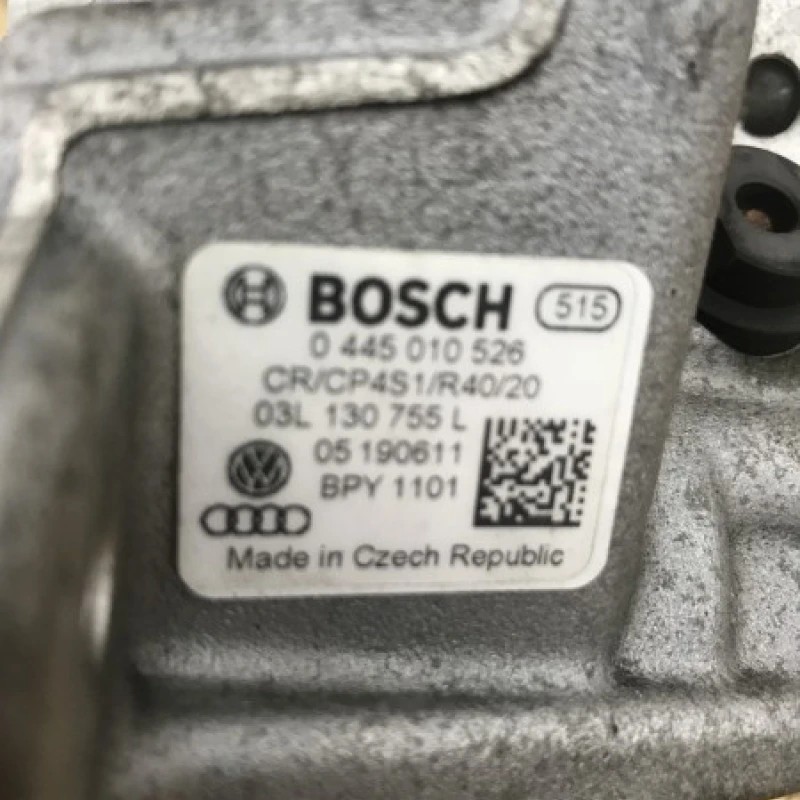 BOSCH 515
0 445 010 526
CR/CP4S1/R40/20
03L 130 755 L
05 190611
BPY 1101
Made in Czech Republic